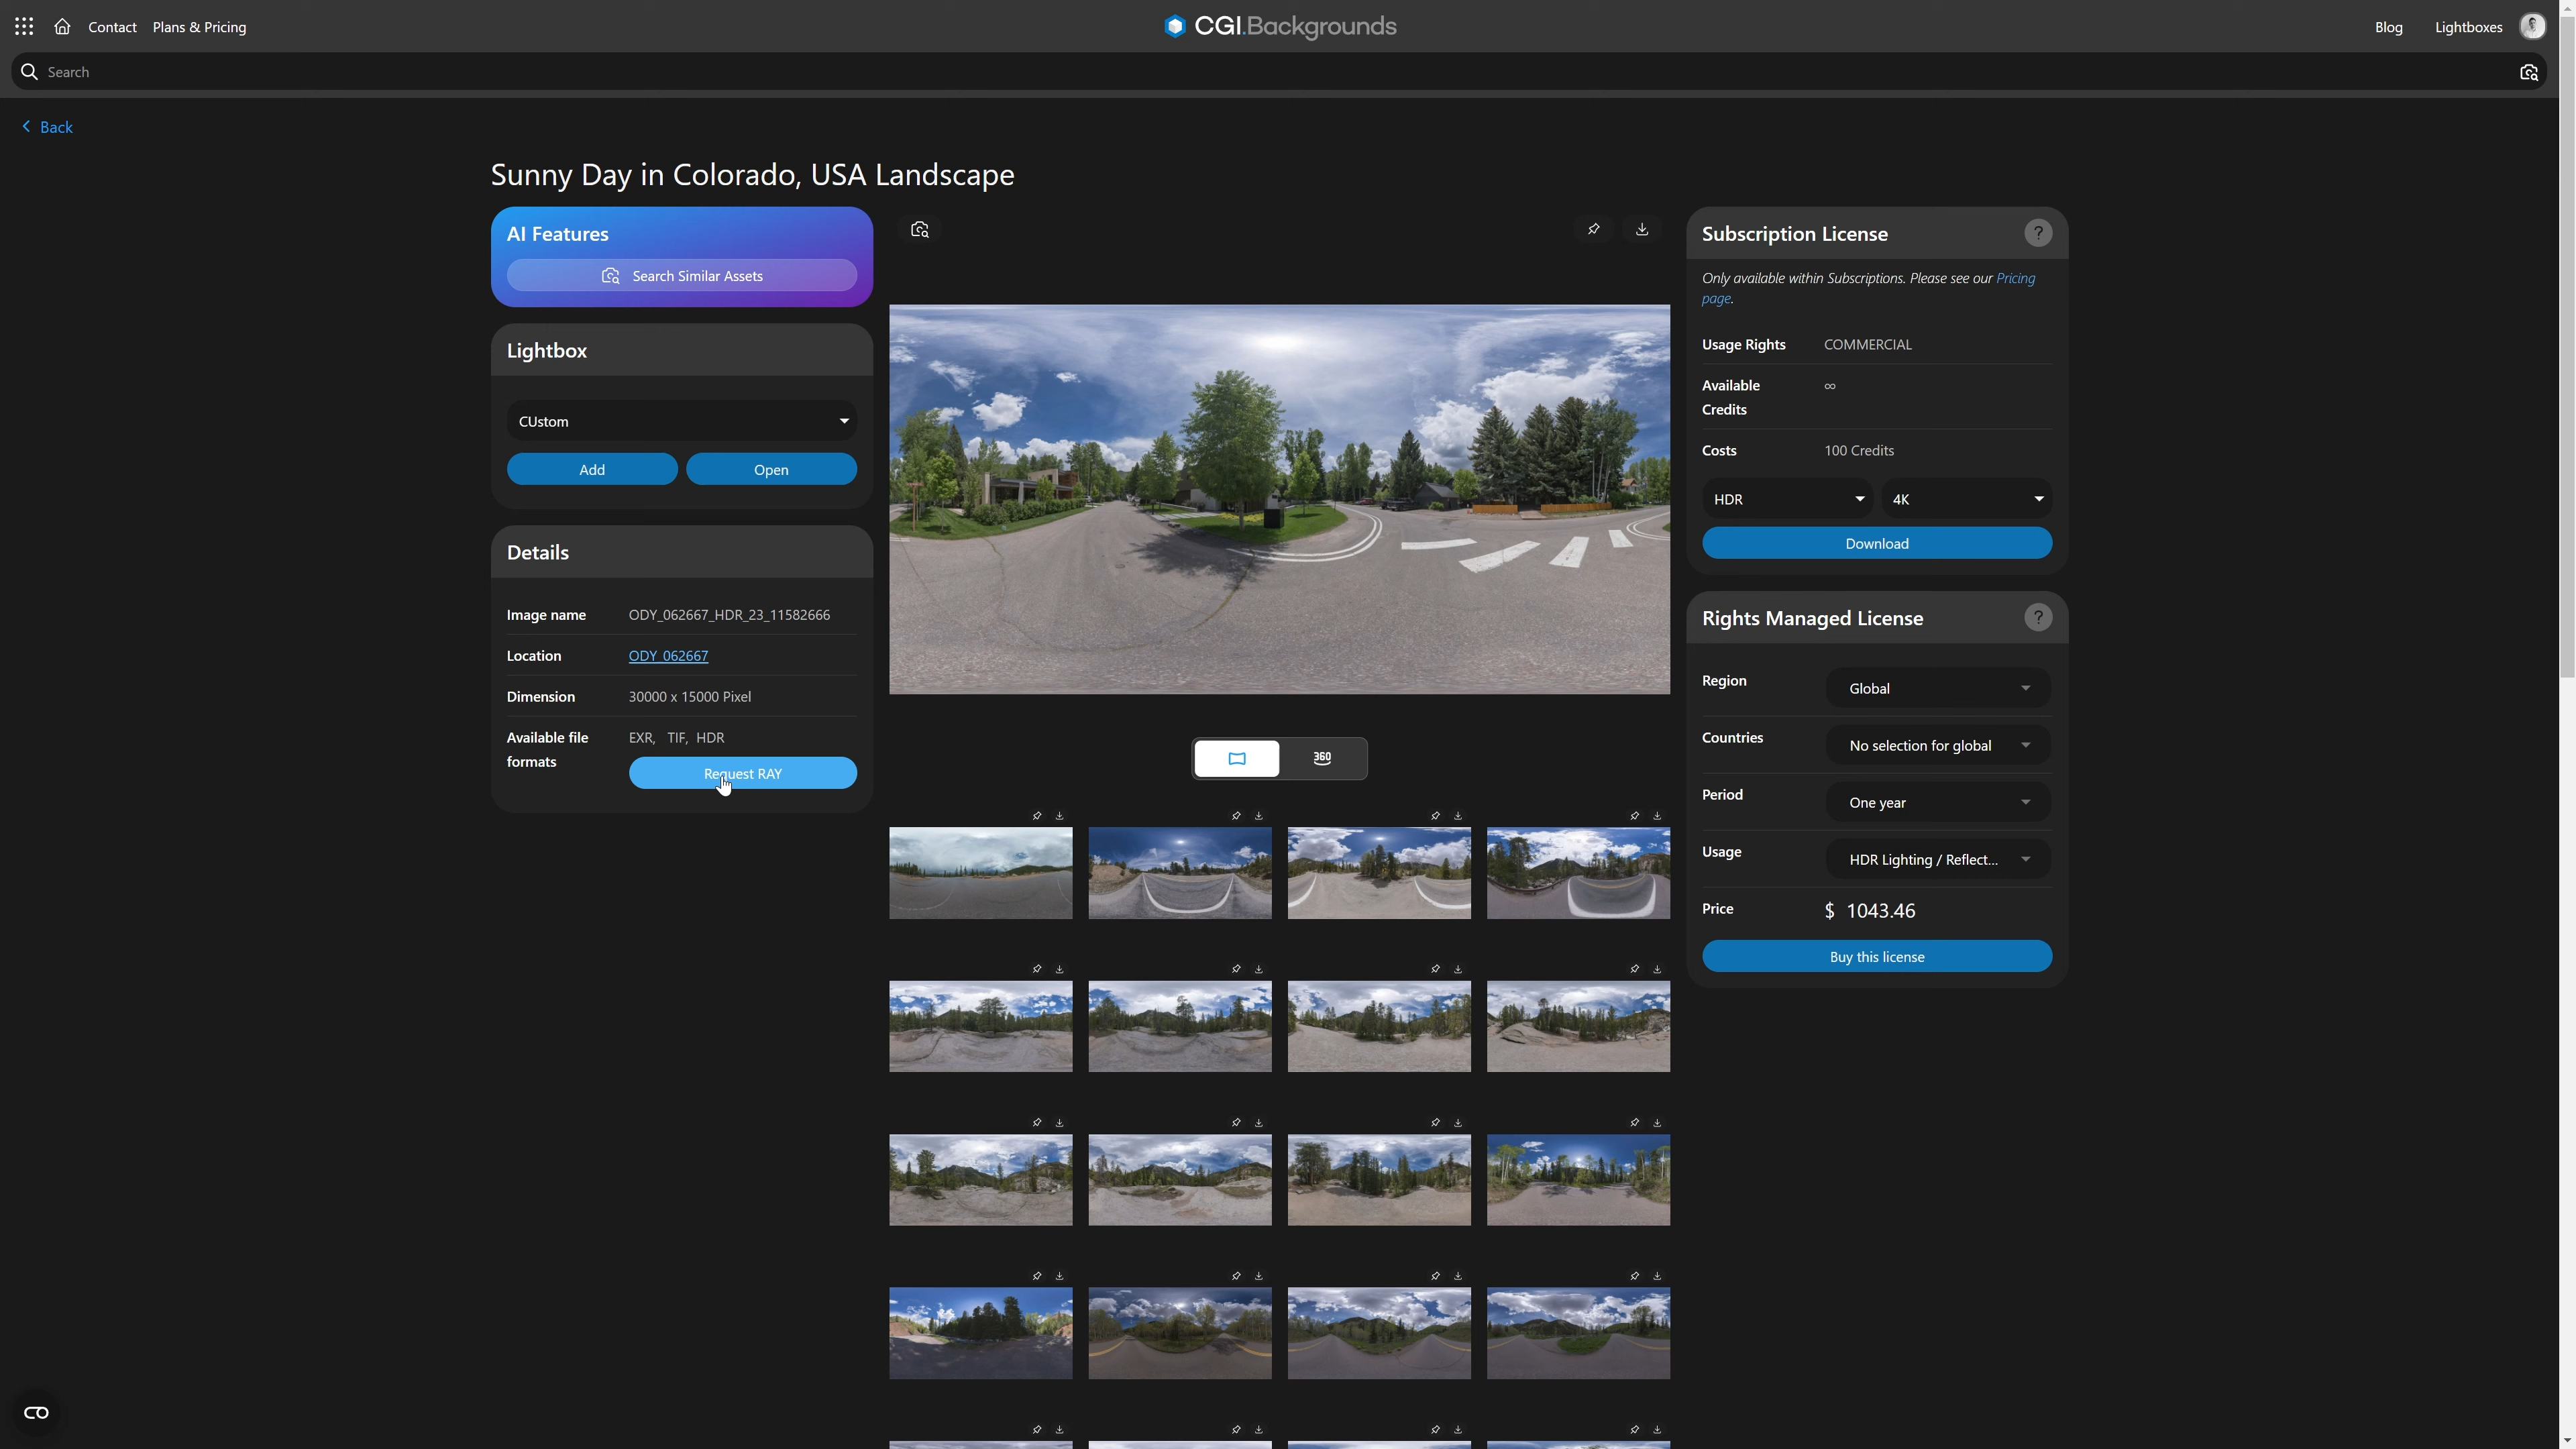 Contact Plans & Pricing
CGI.Backgrounds
Blog Lightboxes
Search
Back
Sunny Day in Colorado, USA Landscape
AI Features
Search Similar Assets
Lightbox
CUstom
Add Open
Details
Image name ODY_062667_HDR_23_11582666
Location ODY_062667
Dimension 30000 x 15000 Pixel
Available file EXR, TIF, HDR
formats
Request RAY
360
Subscription License ?
Only available within Subscriptions. Please see our Pricing
page.
Usage Rights COMMERCIAL
Available ∞
Credits
Costs 100 Credits
HDR 4K
Download
Rights Managed License ?
Region Global
Countries No selection for global
Period One year
Usage HDR Lighting / Reflect...
Price $ 1043.46
Buy this license